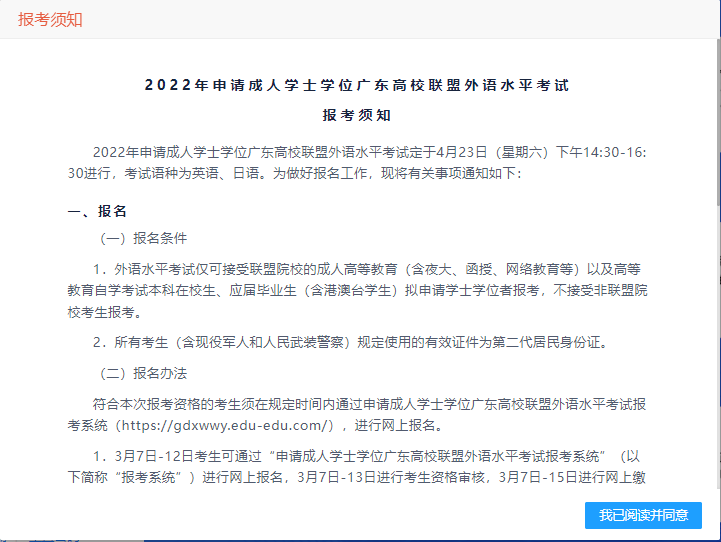 报考须知
2022年申请成人学士学位广东高校联盟外语水平考试
报考须知
2022年申请成人学士学位广东高校联盟外语水平考试定于4月23日（星期六）下午14:30-16:
30进行，考试语种为英语、日语。为做好报名工作，现将有关事项通知如下：
一、报名
（一）报名条件
1．外语水平考试仅可接受联盟院校的成人高等教育（含夜大、函授、网络教育等）以及高等
教育自学考试本科在校生、应届毕业生（含港澳台学生）拟申请学士学位者报考，不接受非联盟院
校考生报考。
2．所有考生（含现役军人和人民武装警察）规定使用的有效证件为第二代居民身份证。
（二）报名办法
符合本次报考资格的考生须在规定时间内通过申请成人学士学位广东高校联盟外语水平考试报
考系统（https://gdxwwy.edu-edu.com/），进行网上报名。
1．3月7日-12日考生可通过“申请成人学士学位广东高校联盟外语水平考试报考系统”（以
下简称“报考系统”）进行网上报名，3月7日-13日进行考生资格审核，3月7日-15日进行网上缴
我已阅读并同意